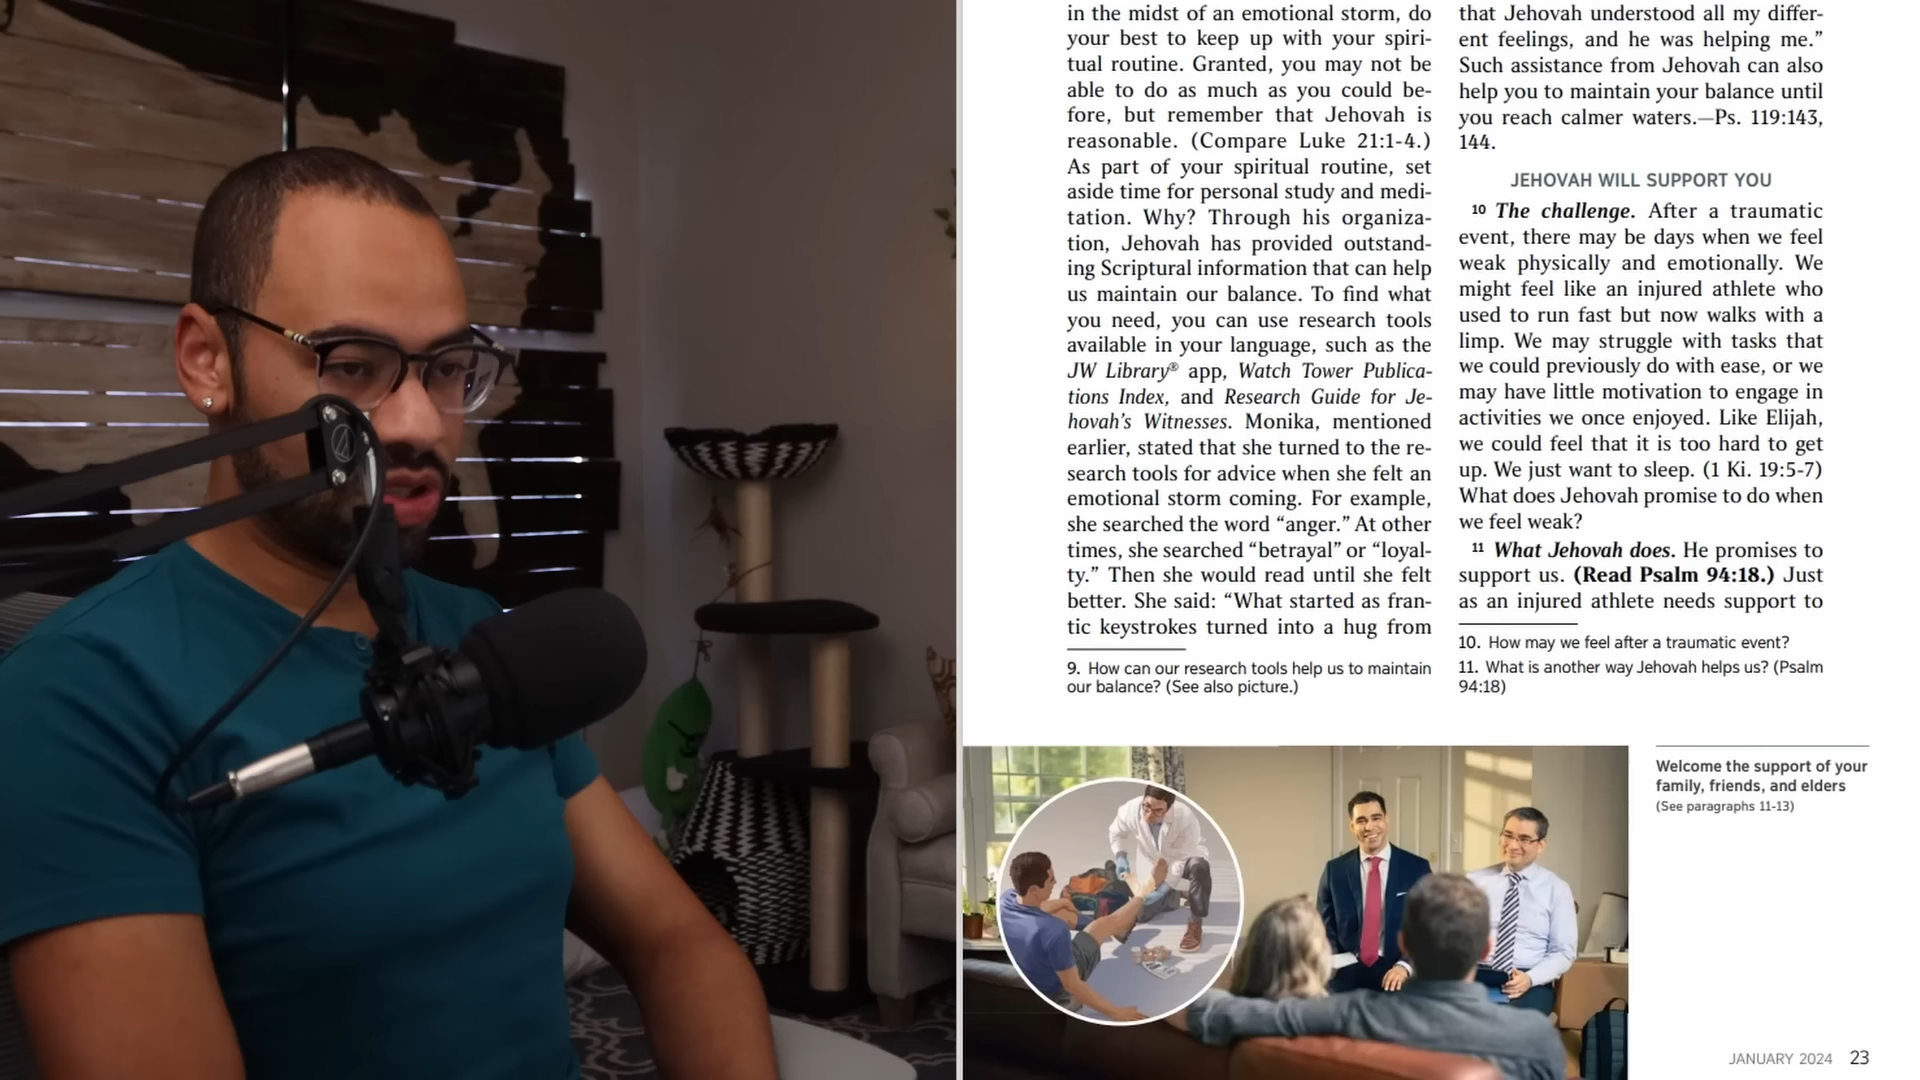 in the midst of an emotional storm, do
your best to keep up with your spiri-
tual routine. Granted, you may not be
able to do as much as you could be-
fore, but remember that Jehovah is
reasonable. (Compare Luke 21:1-4.)
As part of your spiritual routine, set
aside time for personal study and medi-
tation. Why? Through his organiza-
tion, Jehovah has provided outstand-
ing Scriptural information that can help
us maintain our balance. To find what
you need, you can use research tools
available in your language, such as the
JW Library® app, Watch Tower Publica-
tions Index, and Research Guide for Je-
hovah’s Witnesses. Monika, mentioned
earlier, stated that she turned to the re-
search tools for advice when she felt an
emotional storm coming. For example,
she searched the word “anger.” At other
times, she searched “betrayal” or “loyal-
ty.” Then she would read until she felt
better. She said: “What started as fran-
tic keystrokes turned into a hug from
9. How can our research tools help us to maintain
our balance? (See also picture.)
that Jehovah understood all my differ-
ent feelings, and he was helping me.”
Such assistance from Jehovah can also
help you to maintain your balance until
you reach calmer waters.—Ps. 119:143,
144.
JEHOVAH WILL SUPPORT YOU
10 The challenge. After a traumatic
event, there may be days when we feel
weak physically and emotionally. We
might feel like an injured athlete who
used to run fast but now walks with a
limp. We may struggle with tasks that
we could previously do with ease, or we
may have little motivation to engage in
activities we once enjoyed. Like Elijah,
we could feel that it is too hard to get
up. We just want to sleep. (1 Ki. 19:5-7)
What does Jehovah promise to do when
we feel weak?
11 What Jehovah does. He promises to
support us. (Read Psalm 94:18.) Just
as an injured athlete needs support to
10. How may we feel after a traumatic event?
11. What is another way Jehovah helps us? (Psalm
94:18)
Welcome the support of your
family, friends, and elders
(See paragraphs 11-13)
JANUARY 2024 23